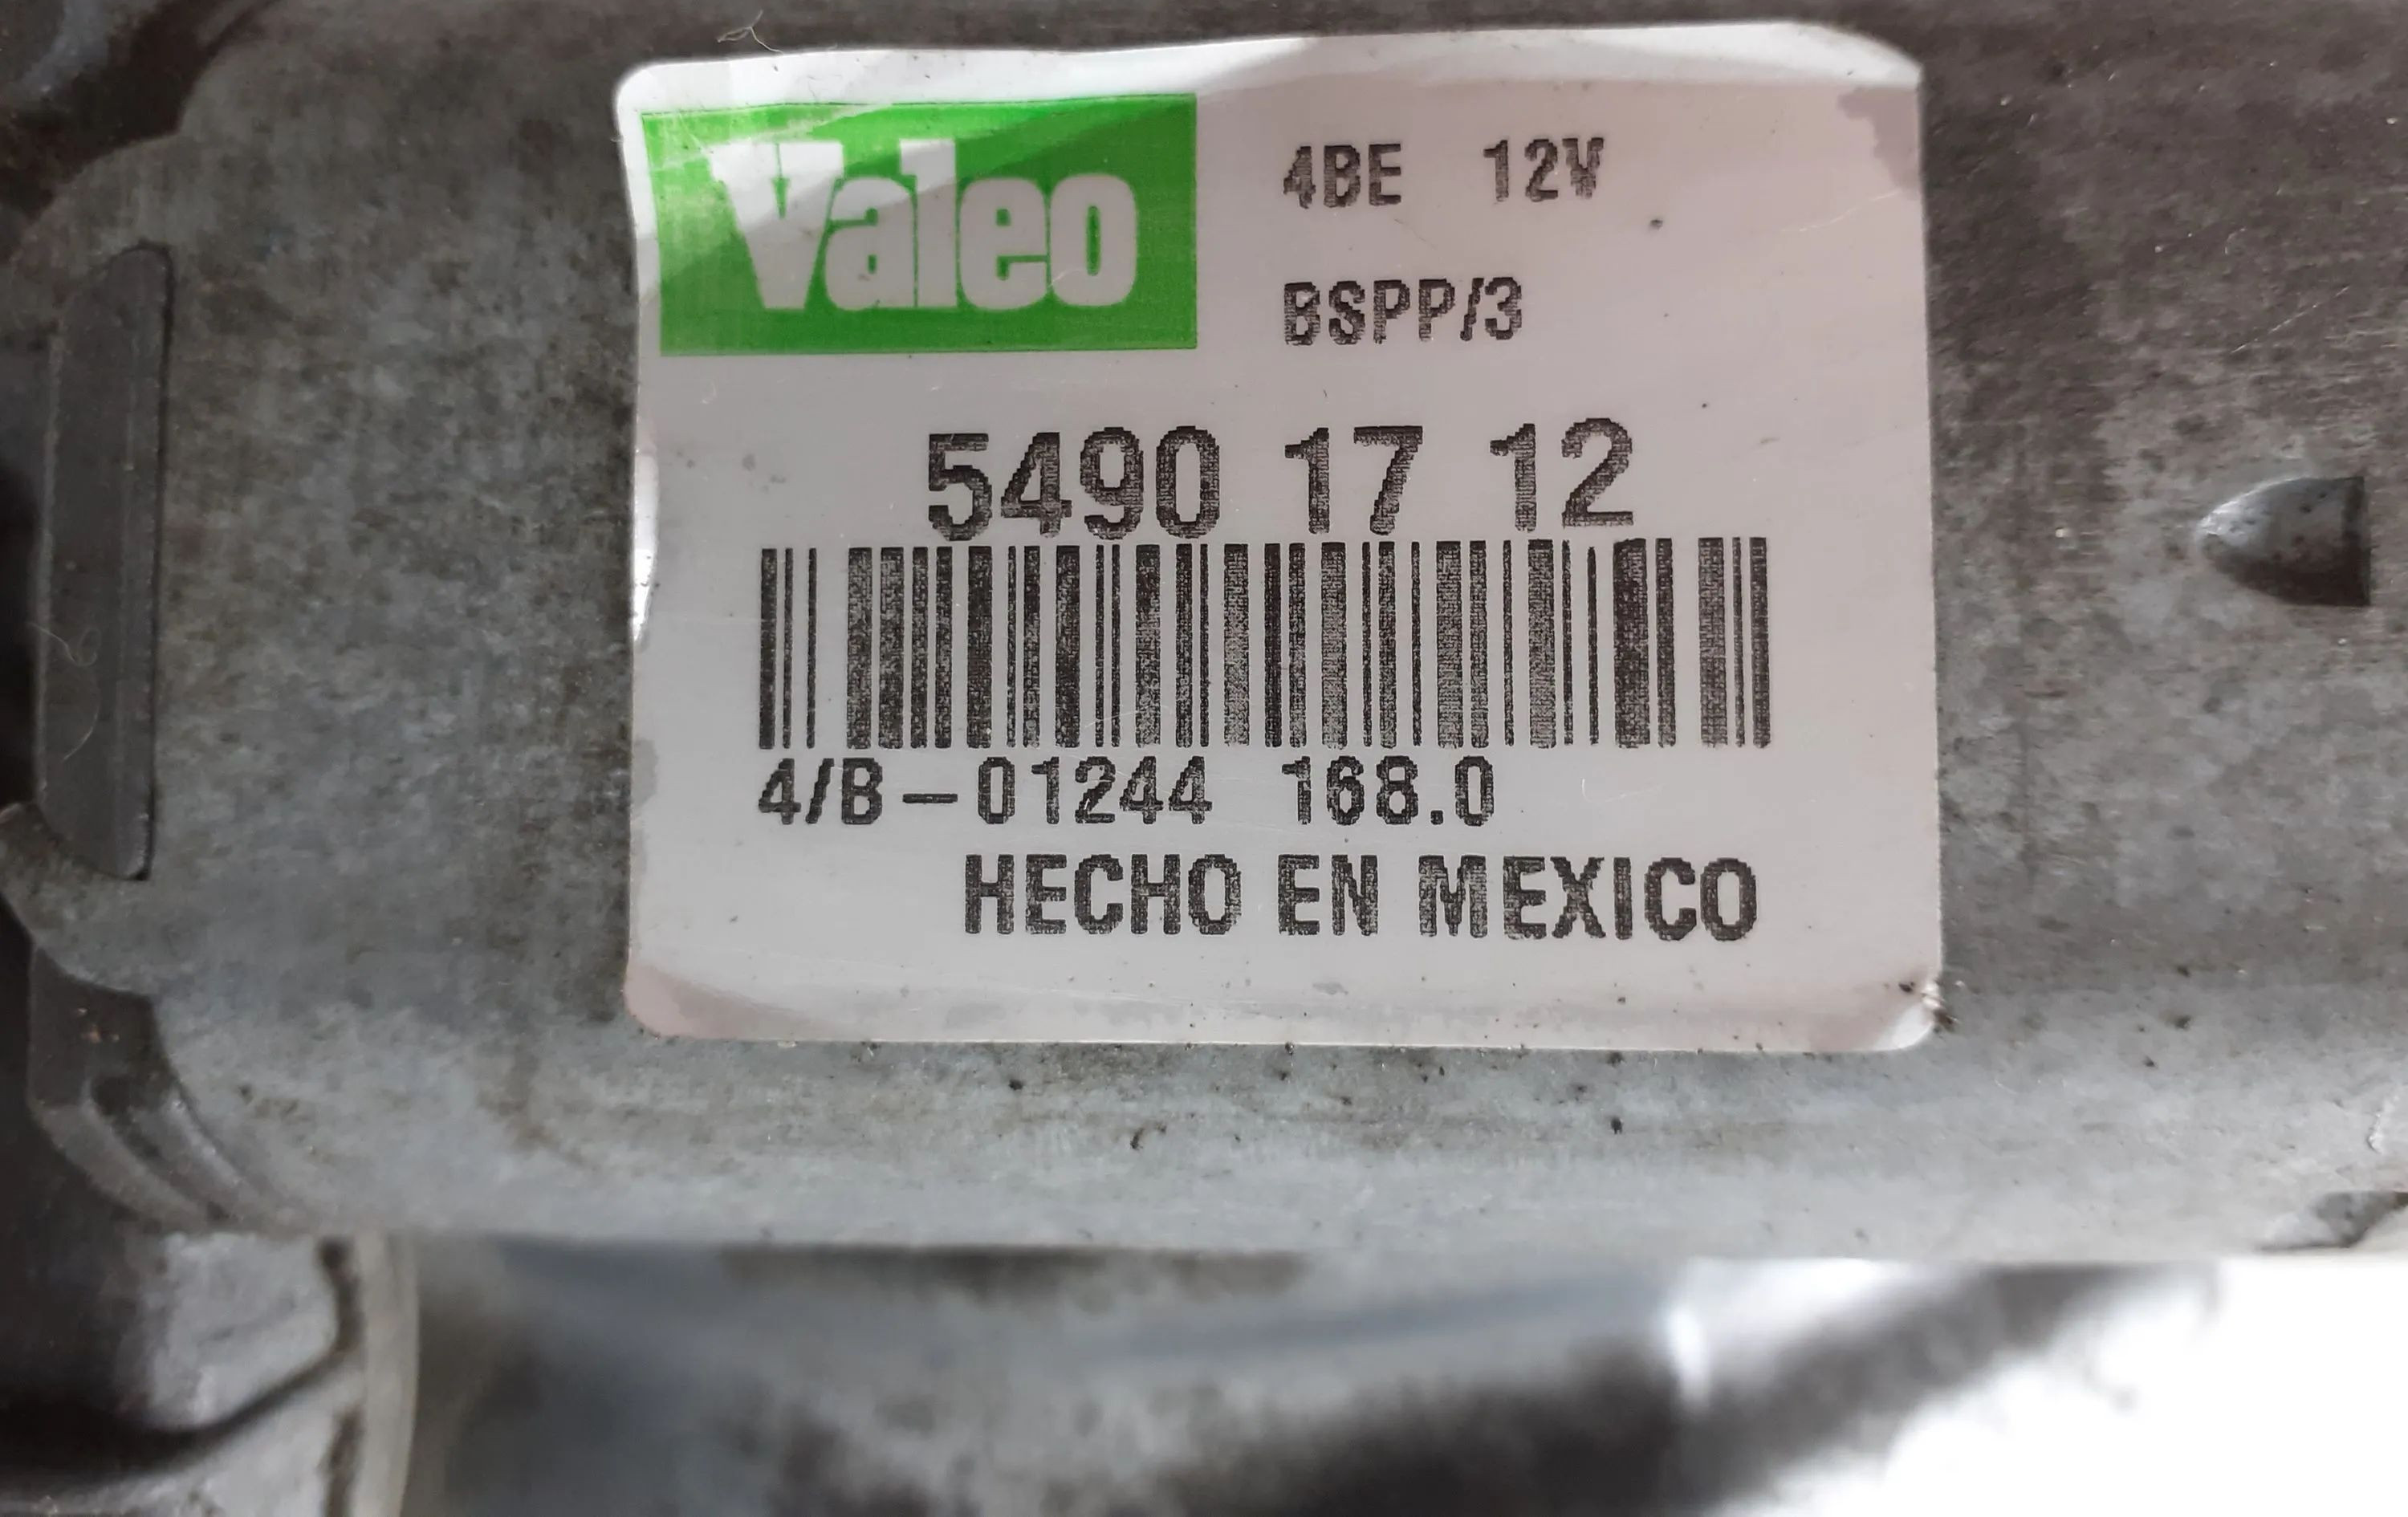 Valeo
4BE 12V
BSPP/3
5490 17 12
4/B-01244 168.0
HECHO EN MEXICO